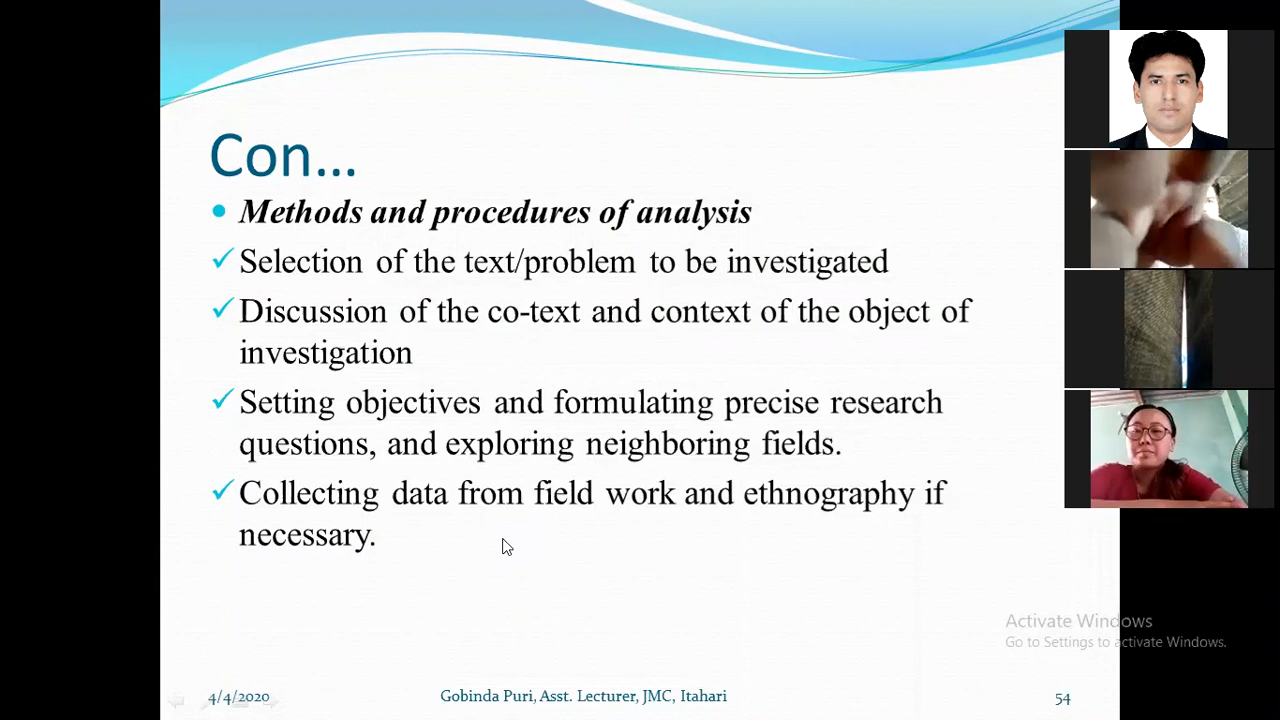 Con...
Methods and procedures of analysis
Selection of the text/problem to be investigated
Discussion of the co-text and context of the object of
investigation
Setting objectives and formulating precise research
questions, and exploring neighboring fields.
Collecting data from field work and ethnography if
necessary.
Activate Windows
Go to Settings to activate Windows.
4/4/2020
Gobinda Puri, Asst. Lecturer, JMC, Itahari
54